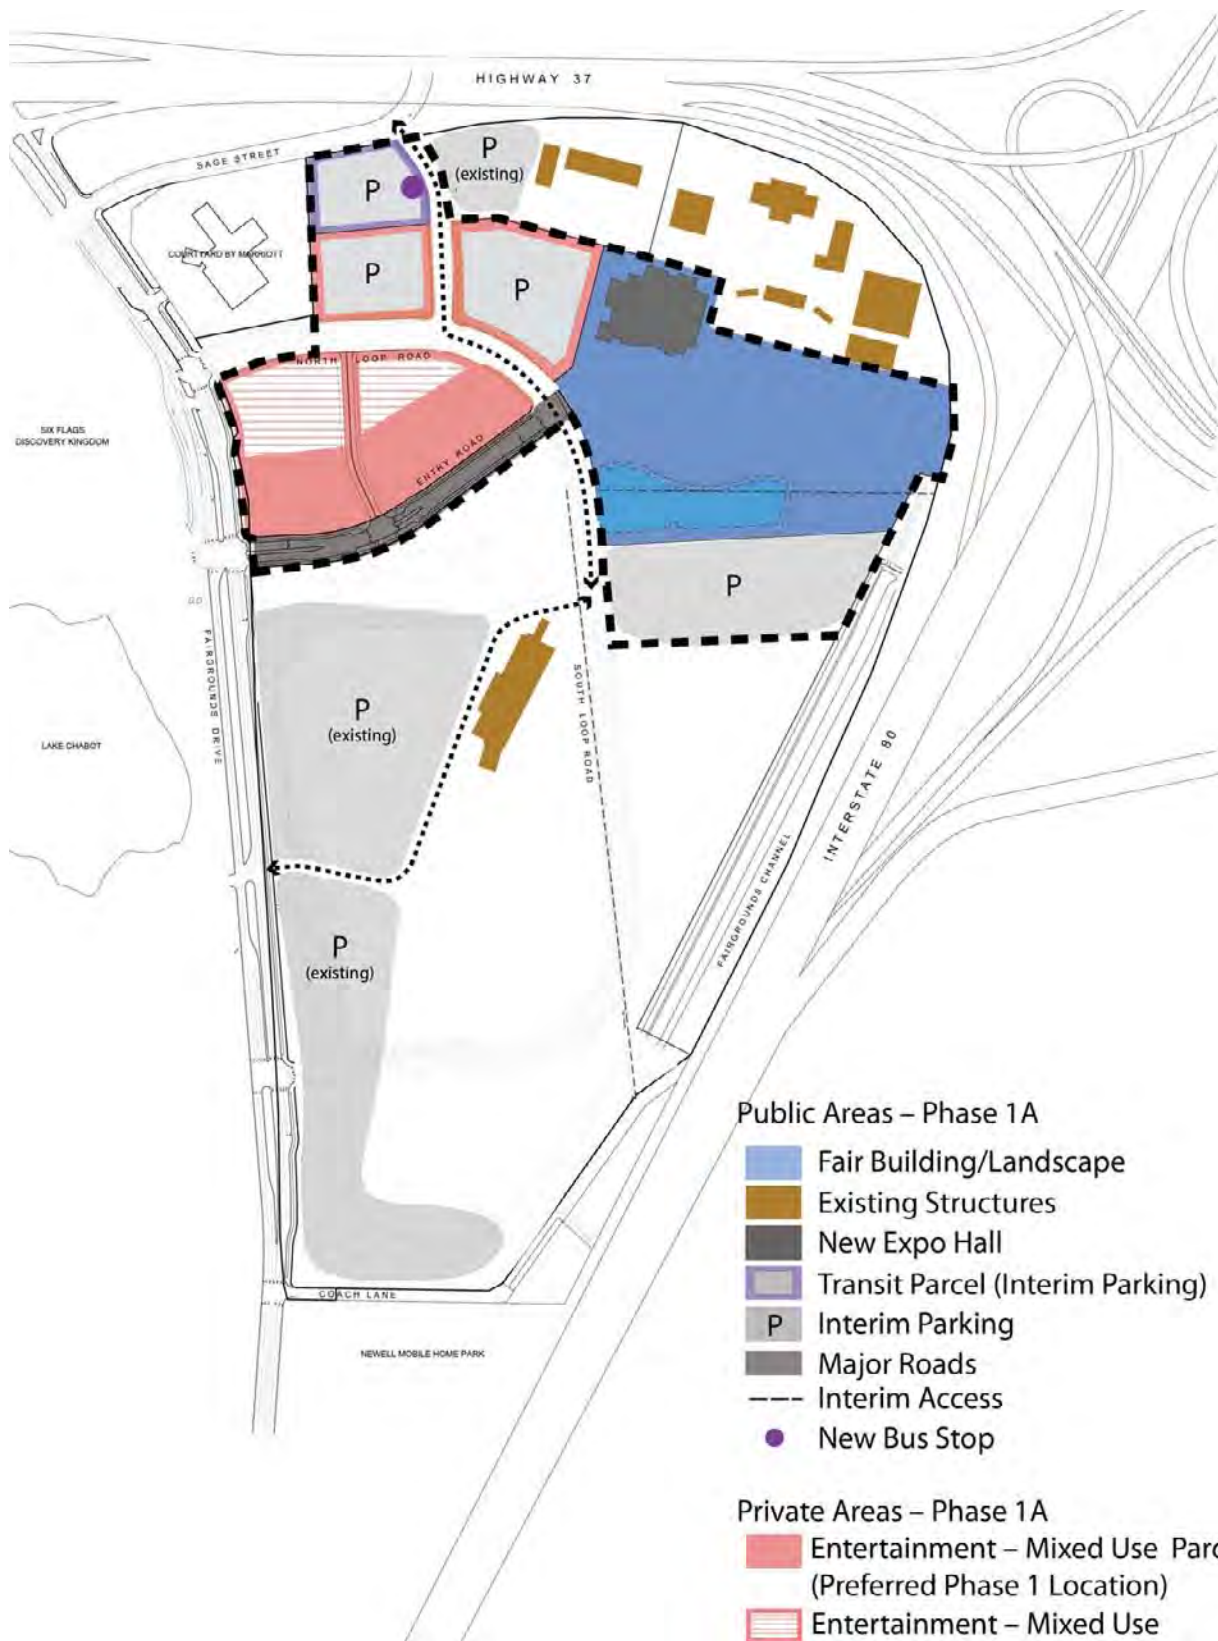 HIGHWAY 37
SAGE STREET
P
P
(existing)
COURTYARD BY MARRIOTT
P
P
NORTH LOOP ROAD
SIX FLAGS
DISCOVERY KINGDOM
ENTRY ROAD
P
FAIRGROUNDS DRIVE
SOUTH LOOP ROAD
P
(existing)
LAKE CHABOT
INTERSTATE 80
FAIRGROUNDS CHANNEL
P
(existing)
COACH LANE
NEWELL MOBILE HOME PARK
Public Areas – Phase 1A
Fair Building/Landscape
Existing Structures
New Expo Hall
Transit Parcel (Interim Parking)
P Interim Parking
Major Roads
Interim Access
New Bus Stop
Private Areas – Phase 1A
Entertainment – Mixed Use Parc
(Preferred Phase 1 Location)
Entertainment – Mixed Use